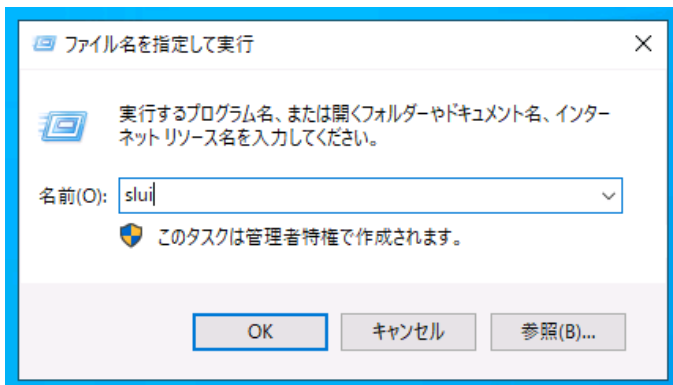 ファイル名を指定して実行
実行するプログラム名、または開くフォルダーやドキュメント名、インター
ネット リソース名を入力してください。
名前(O): slui
このタスクは管理者特権で作成されます。
OK キャンセル 参照(B)...